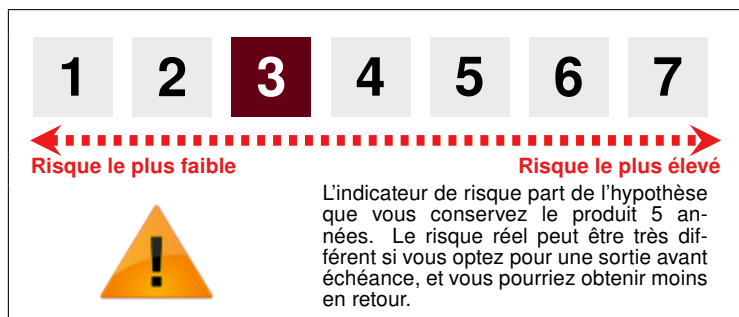 1 2 3 4 5 6 7
Risque le plus faible Risque le plus élevé
L'indicateur de risque part de l'hypothèse
que vous conservez le produit 5 an-
nées. Le risque réel peut être très dif-
férent si vous optez pour une sortie avant
échéance, et vous pourriez obtenir moins
en retour.